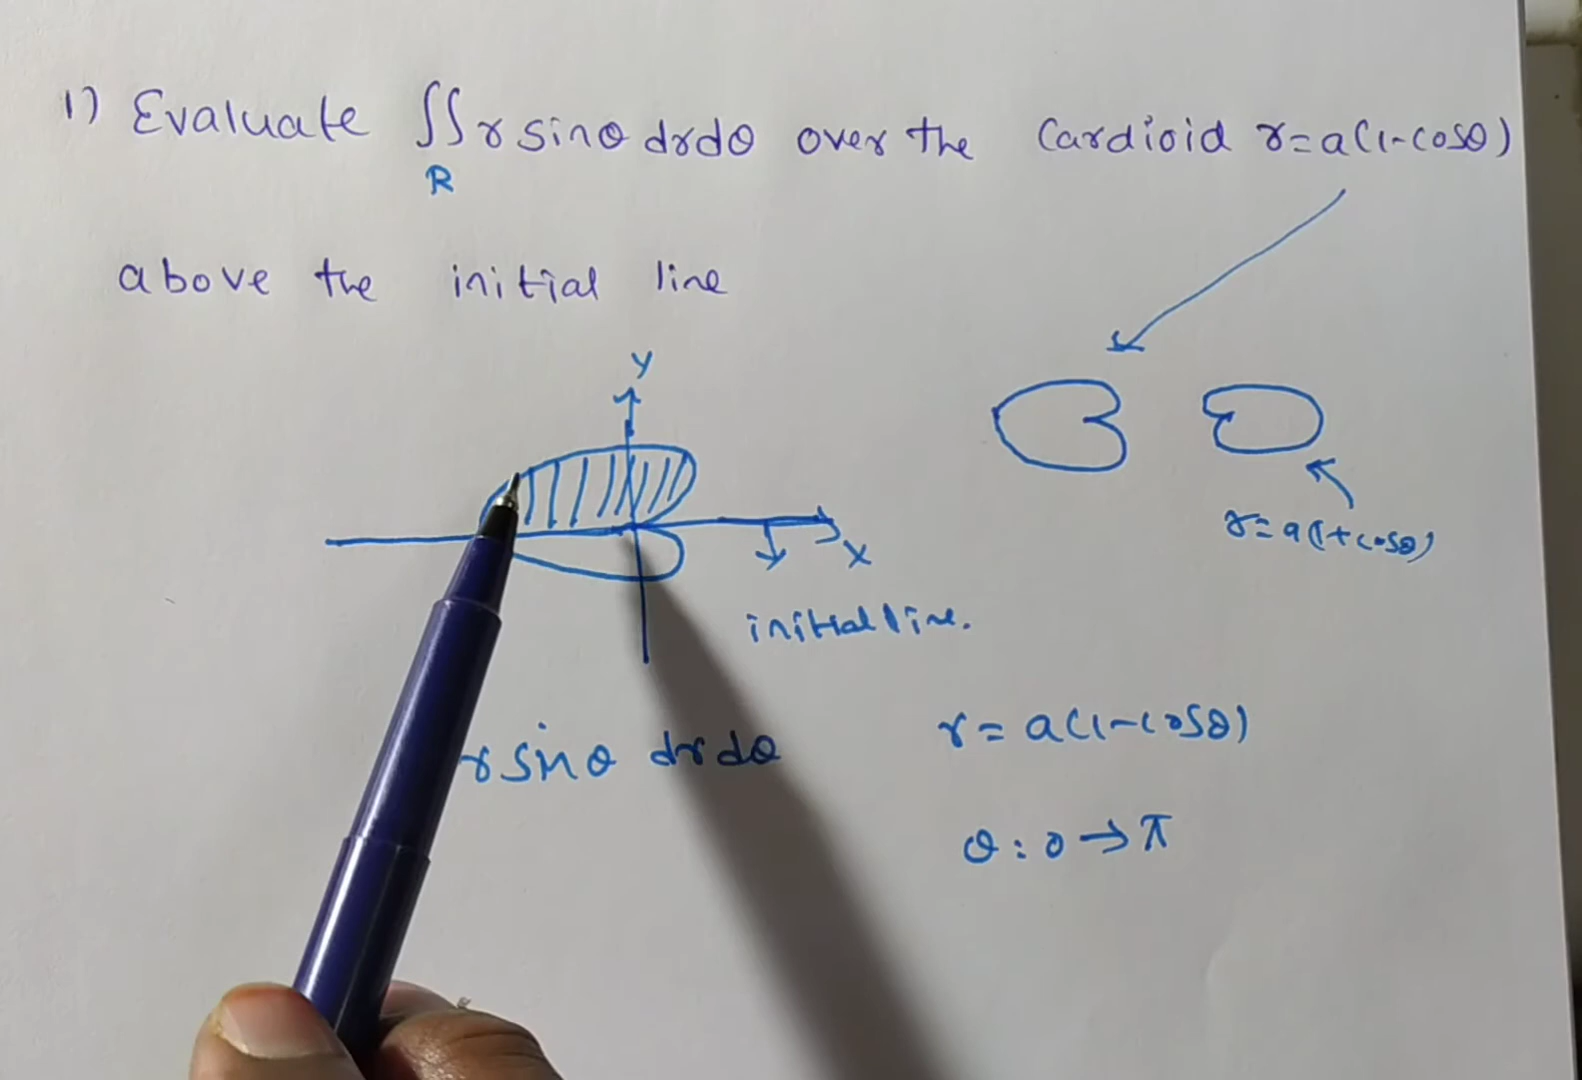 1) Evaluate ∬ r sinθ drdθ over the Cardioid r=a(1-cosθ)
R
above the initial line
Y
X
r=a(1+cosθ)
initial line.
r sinθ drdθ
r=a(1-cosθ)
θ:0→π